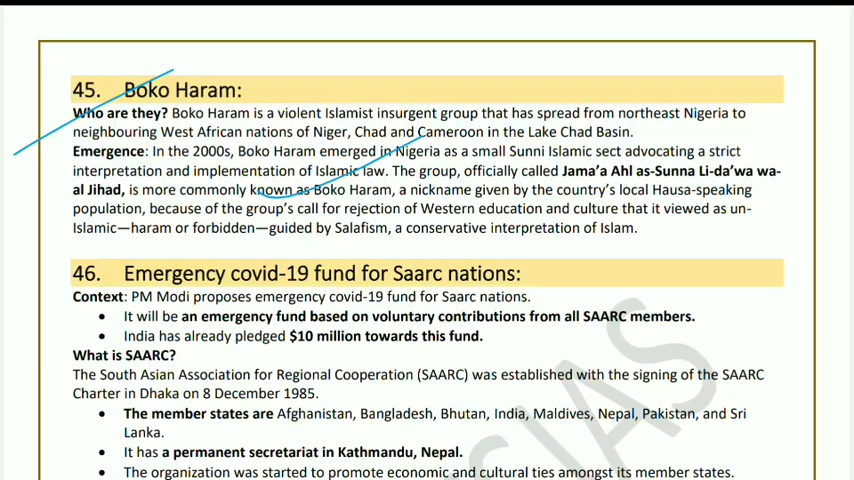 45. Boko Haram:
Who are they? Boko Haram is a violent Islamist insurgent group that has spread from northeast Nigeria to
neighbouring West African nations of Niger, Chad and Cameroon in the Lake Chad Basin.
Emergence: In the 2000s, Boko Haram emerged in Nigeria as a small Sunni Islamic sect advocating a strict
interpretation and implementation of Islamic law. The group, officially called Jama'a Ahl as-Sunna Li-da'wa wa-
al Jihad, is more commonly known as Boko Haram, a nickname given by the country's local Hausa-speaking
population, because of the group's call for rejection of Western education and culture that it viewed as un-
Islamic—haram or forbidden—guided by Salafism, a conservative interpretation of Islam.
46. Emergency covid-19 fund for Saarc nations:
Context: PM Modi proposes emergency covid-19 fund for Saarc nations.
• It will be an emergency fund based on voluntary contributions from all SAARC members.
• India has already pledged $10 million towards this fund.
What is SAARC?
The South Asian Association for Regional Cooperation (SAARC) was established with the signing of the SAARC
Charter in Dhaka on 8 December 1985.
• The member states are Afghanistan, Bangladesh, Bhutan, India, Maldives, Nepal, Pakistan, and Sri
Lanka.
• It has a permanent secretariat in Kathmandu, Nepal.
• The organization was started to promote economic and cultural ties amongst its member states.
SIAS